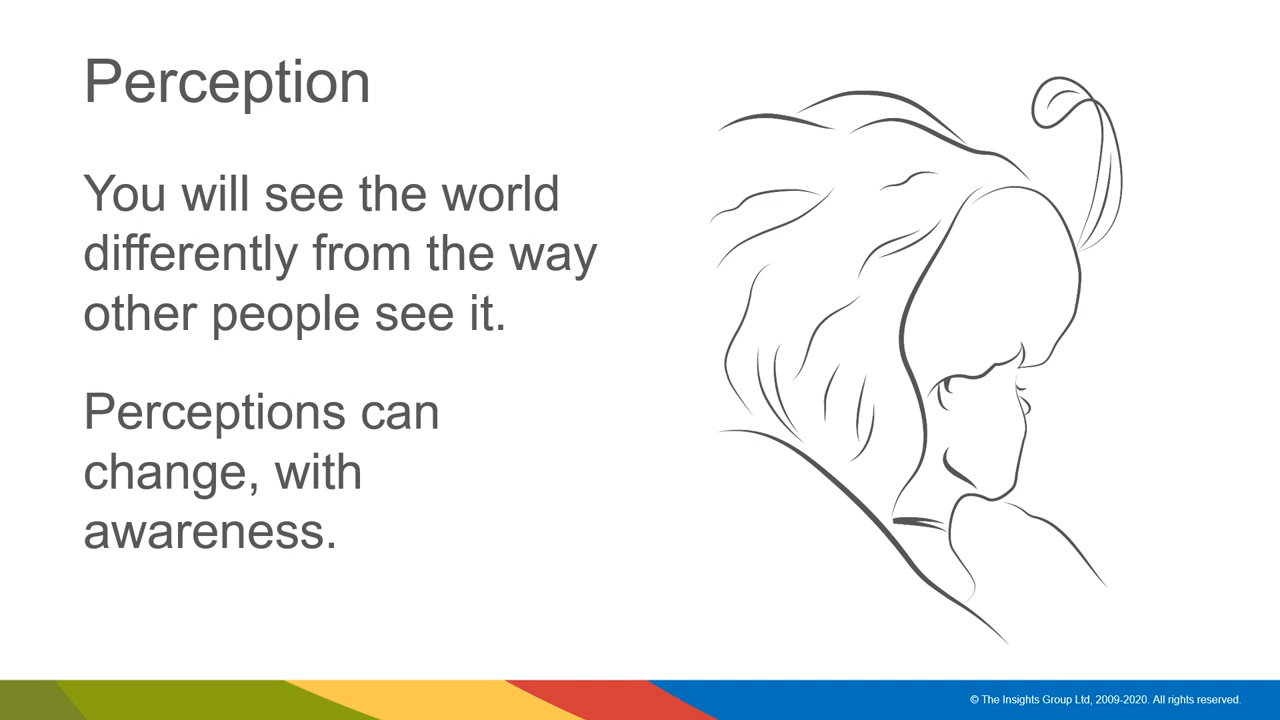 Perception
You will see the world
differently from the way
other people see it.
Perceptions can
change, with
awareness.
© The Insights Group Ltd, 2009-2020. All rights reserved.